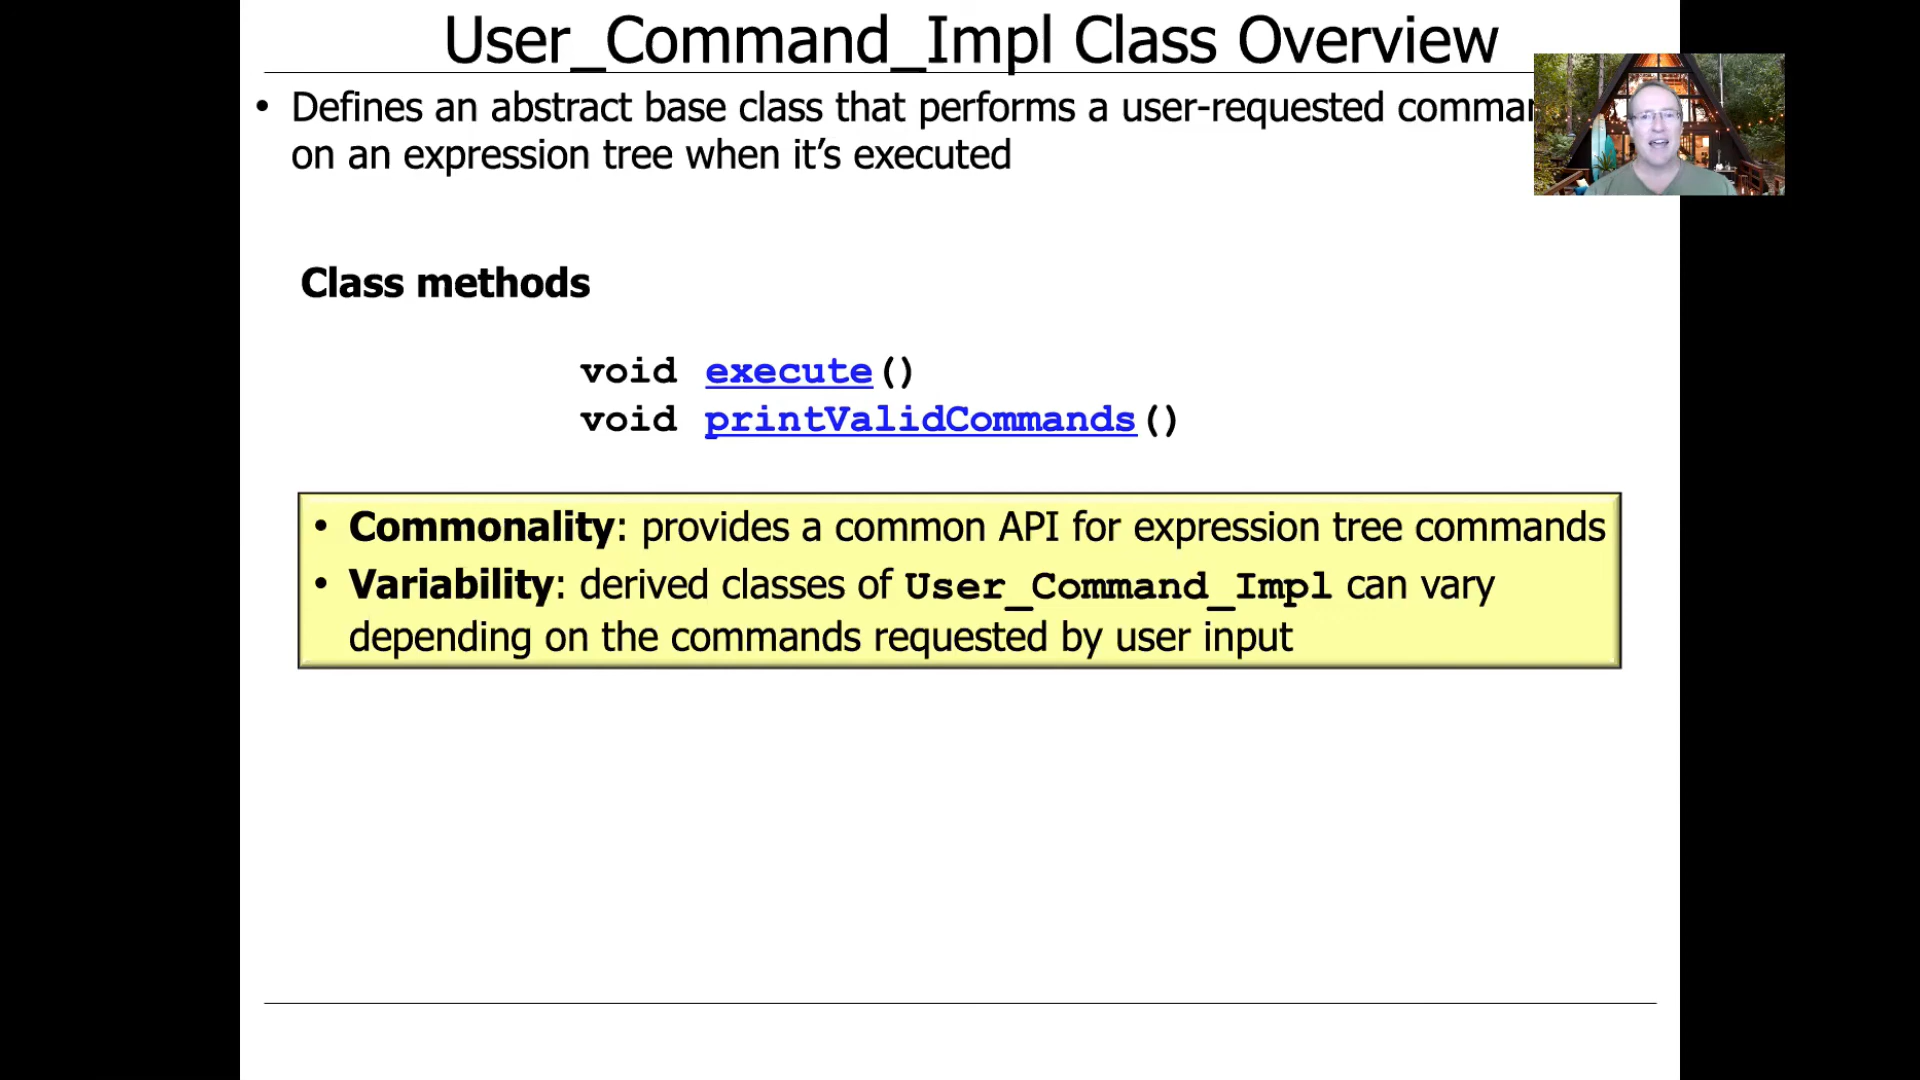 User_Command_Impl Class Overview
• Defines an abstract base class that performs a user-requested
on an expression tree when it’s executed
Class methods
void execute()
void printValidCommands()
• Commonality: provides a common API for expression tree commands
• Variability: derived classes of User_Command_Impl can vary
depending on the commands requested by user input